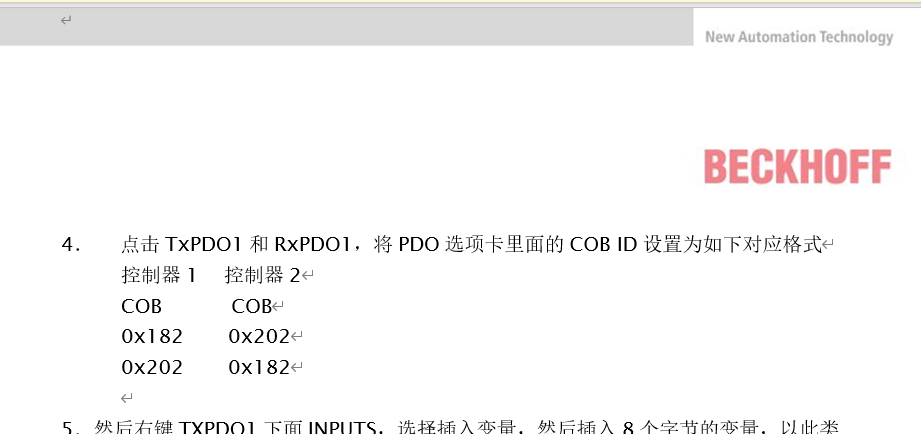 New Automation Technology
BECKHOFF
4. 点击 TxPDO1 和 RxPDO1，将 PDO 选项卡里面的 COB ID 设置为如下对应格式
控制器 1 控制器 2
COB COB
0x182 0x202
0x202 0x182
5. 然后右键 TXPDO1 下面 INPUTS，选择插入变量，然后插入 8 个字节的变量，以此类